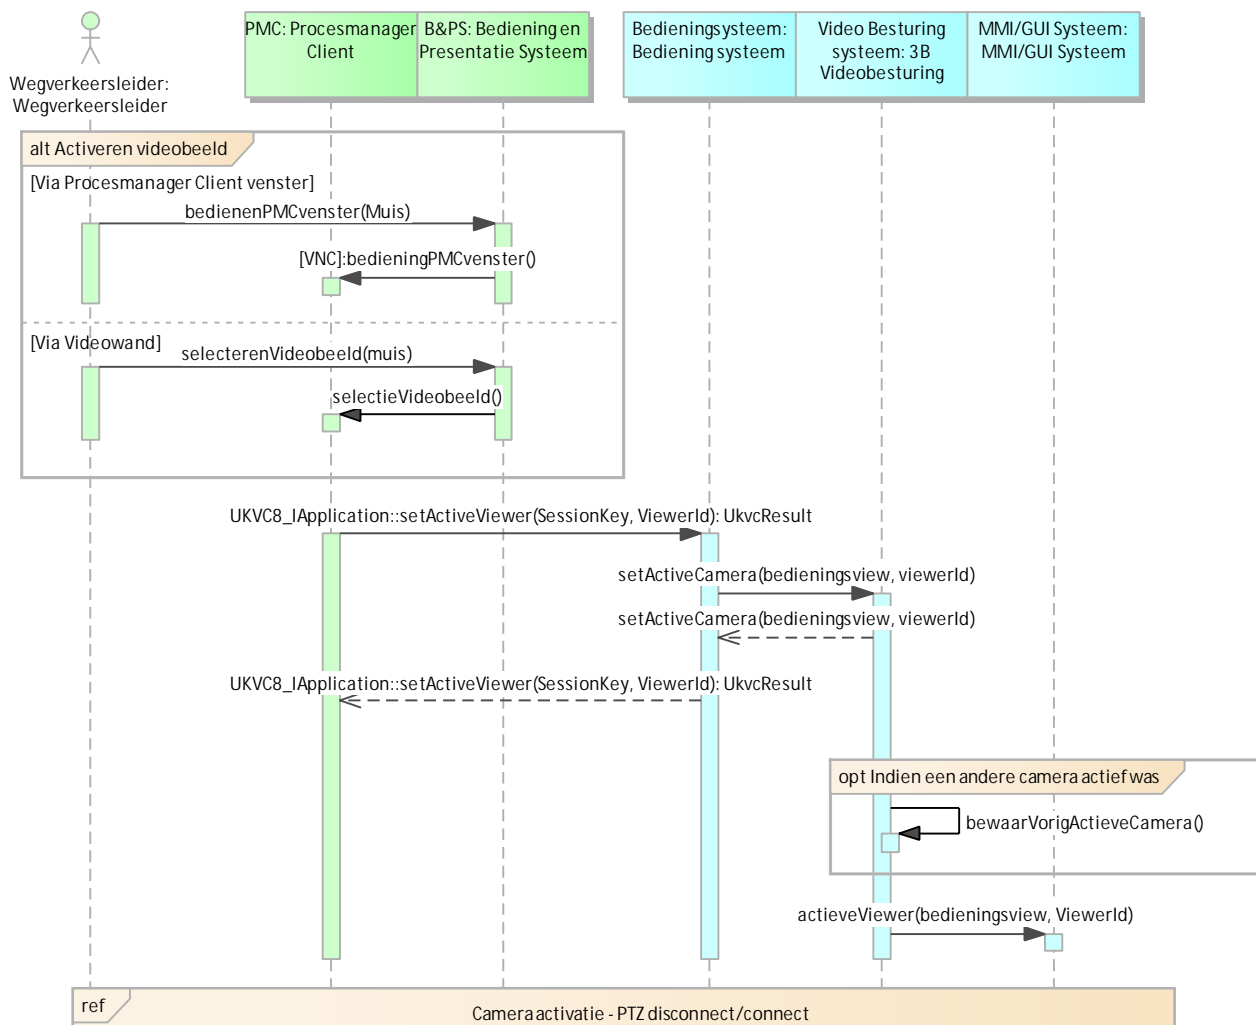 Wegverkeersleider:
Wegverkeersleider
PMC: Procesmanager
Client
B&PS: Bediening en
Presentatie Systeem
Bedieningsysteem:
Bediening systeem
Video Besturing
systeem: 3B
Videobesturing
MMI/GUI Systeem:
MMI/GUI Systeem
alt Activeren videobeeld
[Via Procesmanager Client venster]
bedienenPMCvenster(Muis)
[VNC]:bedieningPMCvenster()
[Via Videowand]
selecterenVideobeeld(muis)
selectieVideobeeld()
UKVC8_IApplication::setActiveViewer(SessionKey, ViewerId): UkvcResult
setActiveCamera(bedieningsview, viewerId)
setActiveCamera(bedieningsview, viewerId)
UKVC8_IApplication::setActiveViewer(SessionKey, ViewerId): UkvcResult
opt Indien een andere camera actief was
bewaarVorigActieveCamera()
actieveViewer(bedieningsview, ViewerId)
ref
Camera activatie - PTZ disconnect/connect